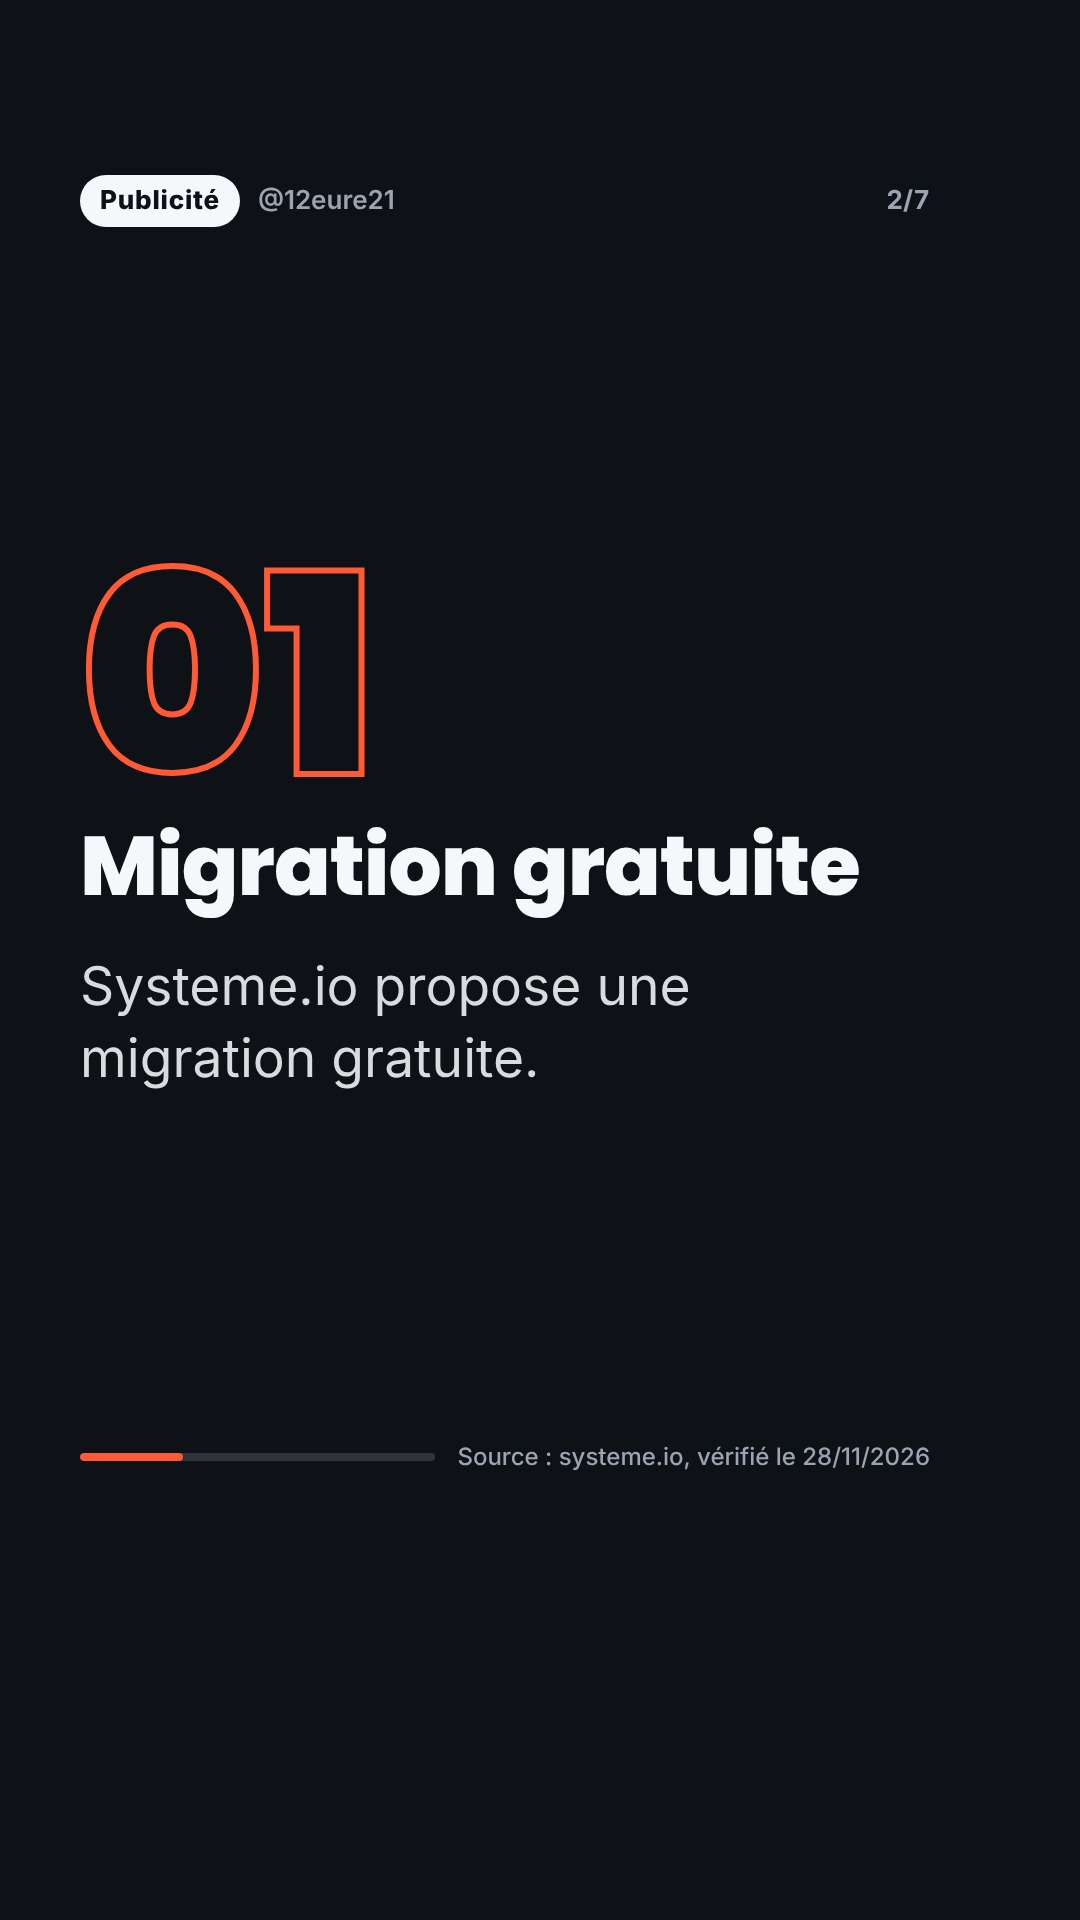 Publicité @12eure21 2/7
01
Migration gratuite
Systeme.io propose une
migration gratuite.
Source : systeme.io, vérifié le 28/11/2026